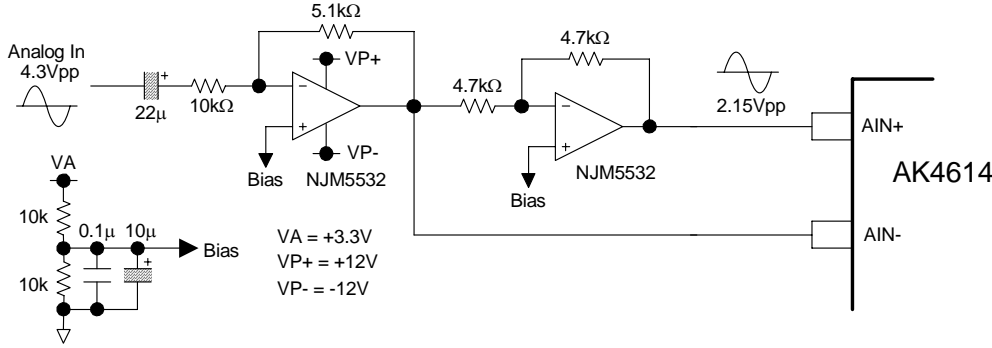 Analog In
4.3Vpp
22μ
+
10kΩ
5.1kΩ
VP+
−
+
VP-
Bias
NJM5532
4.7kΩ
4.7kΩ
−
+
Bias
NJM5532
2.15Vpp
AIN+
AK4614
AIN-
VA
10k
0.1μ
10μ
+
Bias
10k
VA = +3.3V
VP+ = +12V
VP- = -12V